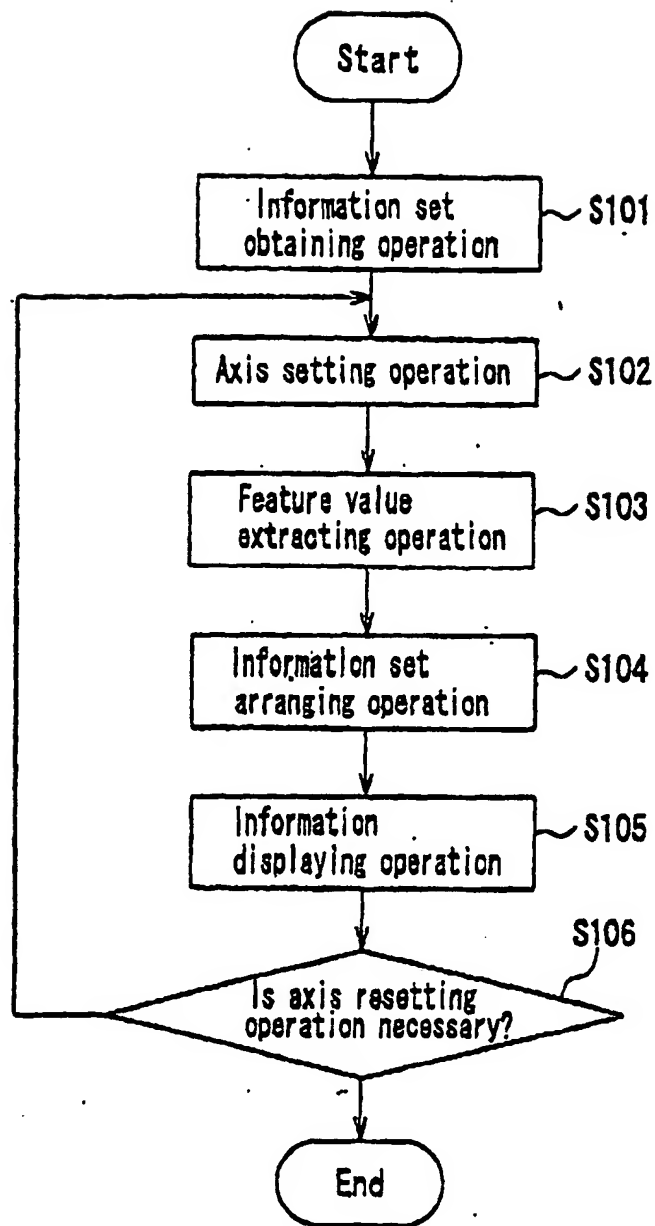 Start
Information set
obtaining operation
S101
Axis setting operation
S102
Feature value
extracting operation
S103
Information set
arranging operation
S104
Information
displaying operation
S105
S106
Is axis resetting
operation necessary?
End